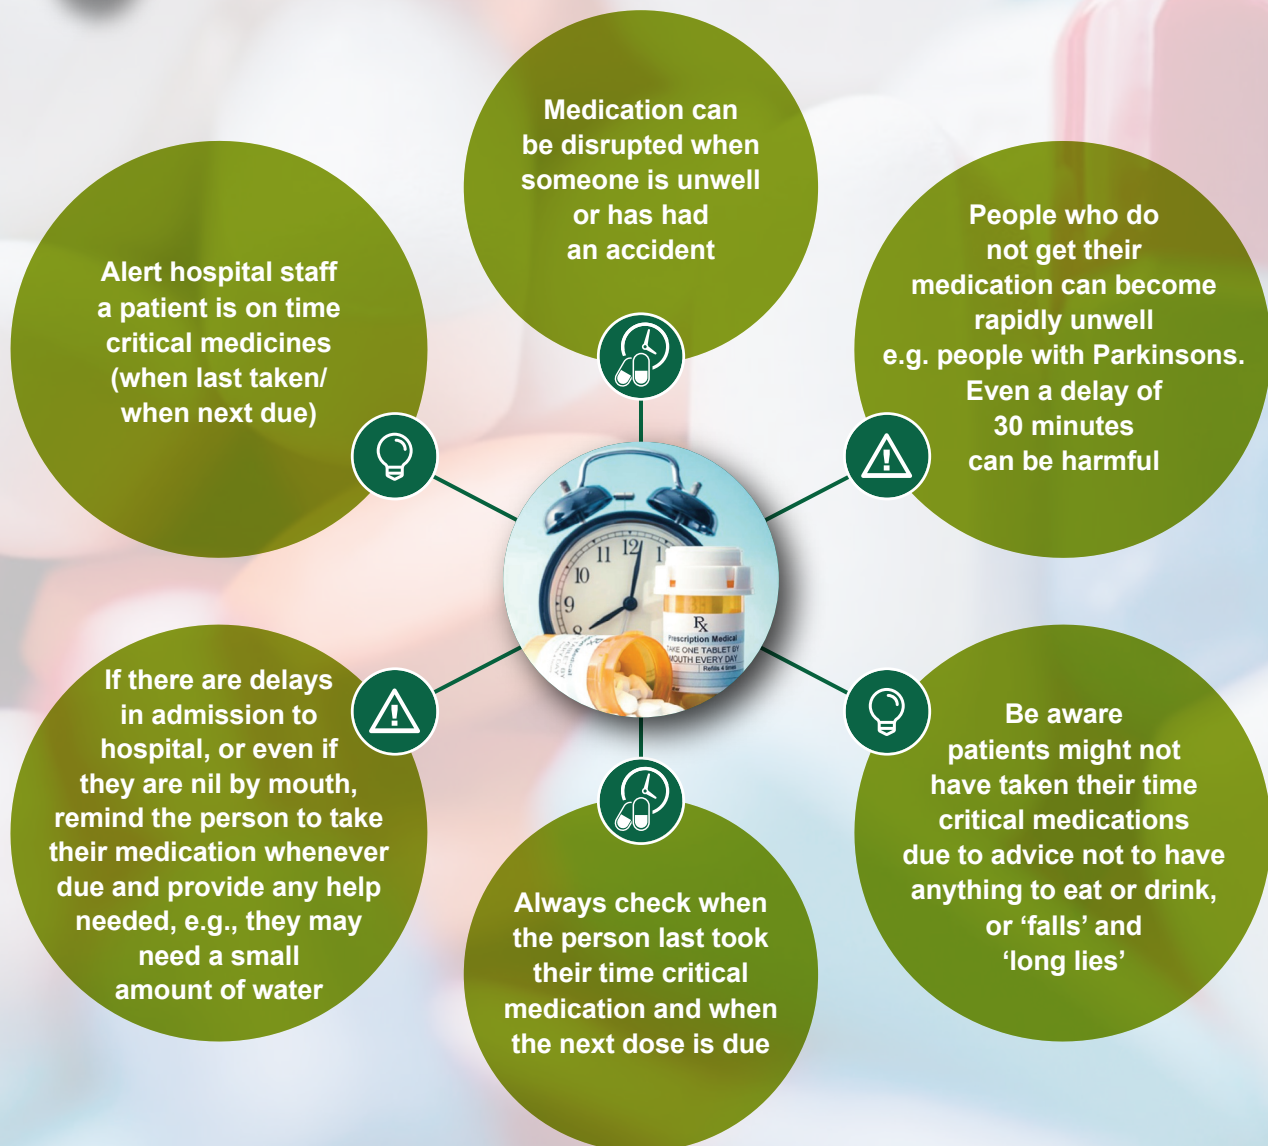 Medication can
be disrupted when
someone is unwell
or has had
an accident
People who do
not get their
medication can become
rapidly unwell
e.g. people with Parkinsons.
Even a delay of
30 minutes
can be harmful
Be aware
patients might not
have taken their time
critical medications
due to advice not to have
anything to eat or drink,
or ‘falls’ and
‘long lies’
Always check when
the person last took
their time critical
medication and when
the next dose is due
If there are delays
in admission to
hospital, or even if
they are nil by mouth,
remind the person to take
their medication whenever
due and provide any help
needed, e.g., they may
need a small
amount of water
Alert hospital staff
a patient is on time
critical medicines
(when last taken/
when next due)
11 12 1
10
9
8
Rx
Prescription Medical
TAKE ONE TABLET BY
MOUTH EVERY DAY
Refills 4 times